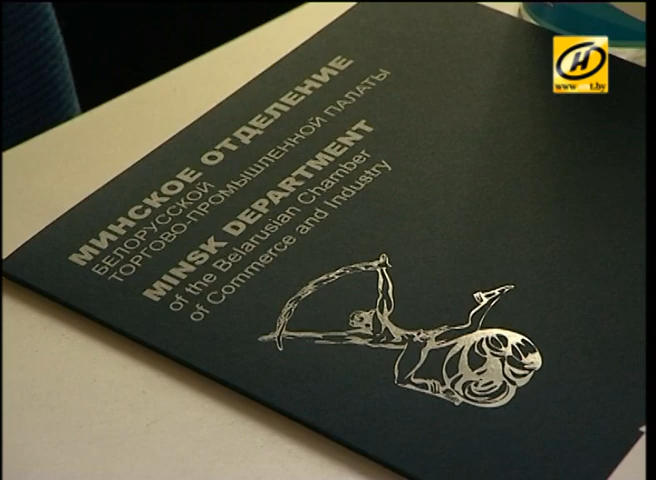 МИНСКОЕ ОТДЕЛЕНИЕ
БЕЛОРУССКОЙ
ТОРГОВО-ПРОМЫШЛЕННОЙ ПАЛАТЫ
MINSK DEPARTMENT
of the Belarusian Chamber
of Commerce and Industry